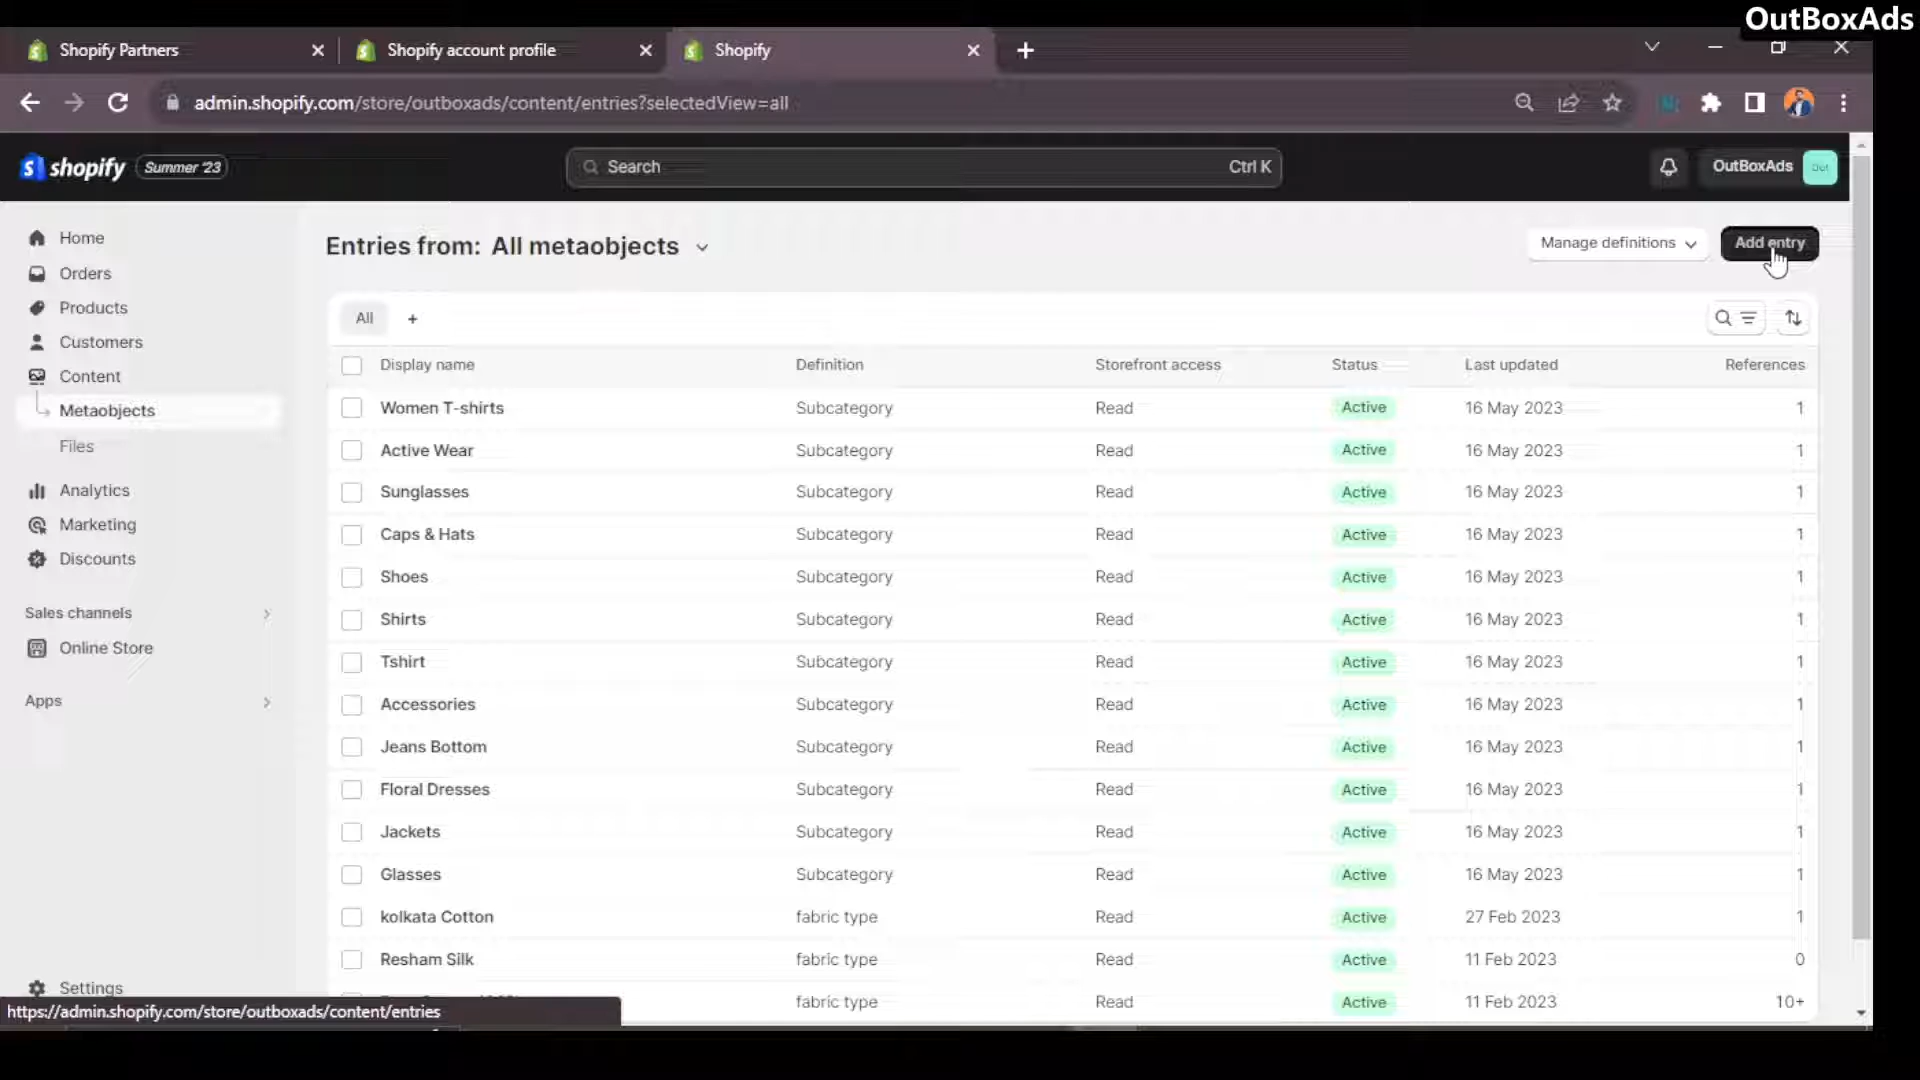 OutBoxAds
Shopify Partners
Shopify account profile
Shopify
admin.shopify.com/store/outboxads/content/entries?selectedView=all
shopify
Summer '23
Search
Ctrl K
OutBoxAds
Home
Orders
Products
Customers
Content
Metaobjects
Files
Analytics
Marketing
Discounts
Sales channels
Online Store
Apps
Settings
Entries from: All metaobjects
Manage definitions
Add entry
All
+
Display name Definition Storefront access Status Last updated References
Women T-shirts Subcategory Read Active 16 May 2023 1
Active Wear Subcategory Read Active 16 May 2023 1
Sunglasses Subcategory Read Active 16 May 2023 1
Caps & Hats Subcategory Read Active 16 May 2023 1
Shoes Subcategory Read Active 16 May 2023 1
Shirts Subcategory Read Active 16 May 2023 1
Tshirt Subcategory Read Active 16 May 2023 1
Accessories Subcategory Read Active 16 May 2023 1
Jeans Bottom Subcategory Read Active 16 May 2023 1
Floral Dresses Subcategory Read Active 16 May 2023 1
Jackets Subcategory Read Active 16 May 2023 1
Glasses Subcategory Read Active 16 May 2023 1
kolkata Cotton fabric type Read Active 27 Feb 2023 1
Resham Silk fabric type Read Active 11 Feb 2023 0
fabric type Read Active 11 Feb 2023 10+
https://admin.shopify.com/store/outboxads/content/entries